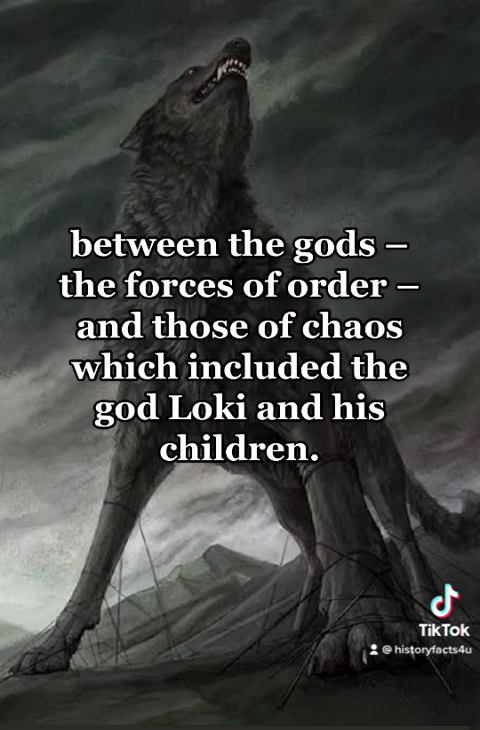 between the gods –
the forces of order –
and those of chaos
which included the
god Loki and his
children.
TikTok
@ historyfacts4u